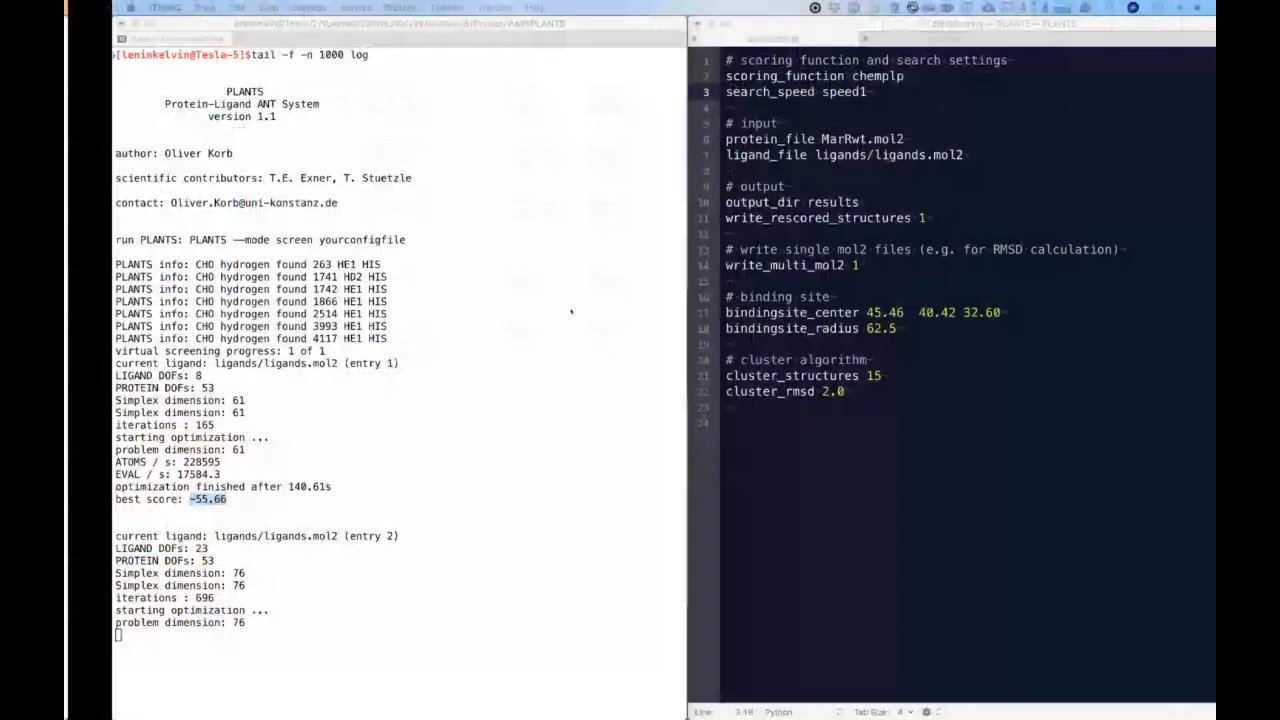 [leninkelvin@Tesla-5]$tail -f -n 1000 log
PLANTS
Protein-Ligand ANT System
version 1.1
author: Oliver Korb
scientific contributors: T.E. Exner, T. Stuetzle
contact: Oliver.Korb@uni-konstanz.de
run PLANTS: PLANTS --mode screen yourconfigfile
PLANTS info: CHO hydrogen found 263 HE1 HIS
PLANTS info: CHO hydrogen found 1741 HD2 HIS
PLANTS info: CHO hydrogen found 1742 HE1 HIS
PLANTS info: CHO hydrogen found 1866 HE1 HIS
PLANTS info: CHO hydrogen found 2514 HE1 HIS
PLANTS info: CHO hydrogen found 3993 HE1 HIS
PLANTS info: CHO hydrogen found 4117 HE1 HIS
virtual screening progress: 1 of 1
current ligand: ligands/ligands.mol2 (entry 1)
LIGAND DOFs: 8
PROTEIN DOFs: 53
Simplex dimension: 61
Simplex dimension: 61
iterations : 165
starting optimization ...
problem dimension: 61
ATOMS / s: 228595
EVAL / s: 17584.3
optimization finished after 140.61s
best score: -55.66
current ligand: ligands/ligands.mol2 (entry 2)
LIGAND DOFs: 23
PROTEIN DOFs: 53
Simplex dimension: 76
Simplex dimension: 76
iterations : 696
starting optimization ...
problem dimension: 76
1 # scoring function and search settings
2 scoring_function chemplp
3 search_speed speed1
4
5 # input
6 protein_file MarRwt.mol2
7 ligand_file ligands/ligands.mol2
8
9 # output
10 output_dir results
11 write_rescored_structures 1
12
13 # write single mol2 files (e.g. for RMSD calculation)
14 write_multi_mol2 1
15
16 # binding site
17 bindingsite_center 45.46  40.42 32.60
18 bindingsite_radius 62.5
19
20 # cluster algorithm
21 cluster_structures 15
22 cluster_rmsd 2.0
23
24
Line: 3:18 Python Tab Size: 4